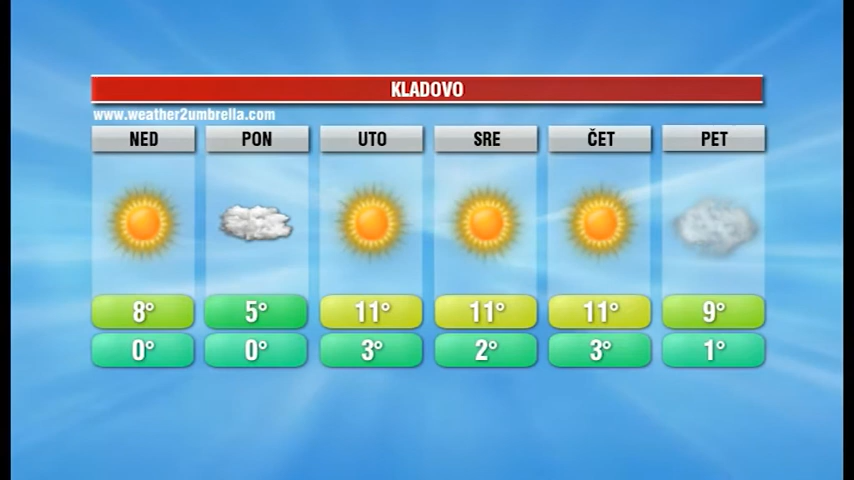 KLADOVO
www.weather2umbrella.com
NED PON UTO SRE ČET PET
8° 5° 11° 11° 11° 9°
0° 0° 3° 2° 3° 1°